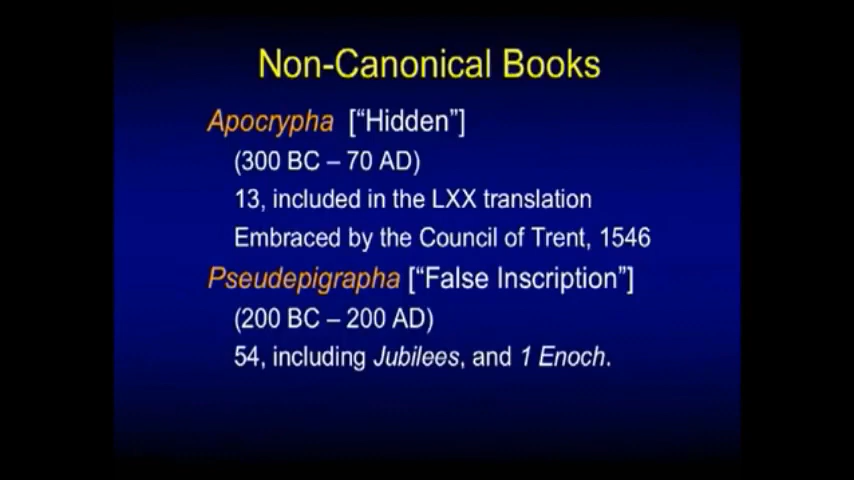 Non-Canonical Books
Apocrypha [“Hidden”]
(300 BC – 70 AD)
13, included in the LXX translation
Embraced by the Council of Trent, 1546
Pseudepigrapha [“False Inscription”]
(200 BC – 200 AD)
54, including Jubilees, and 1 Enoch.